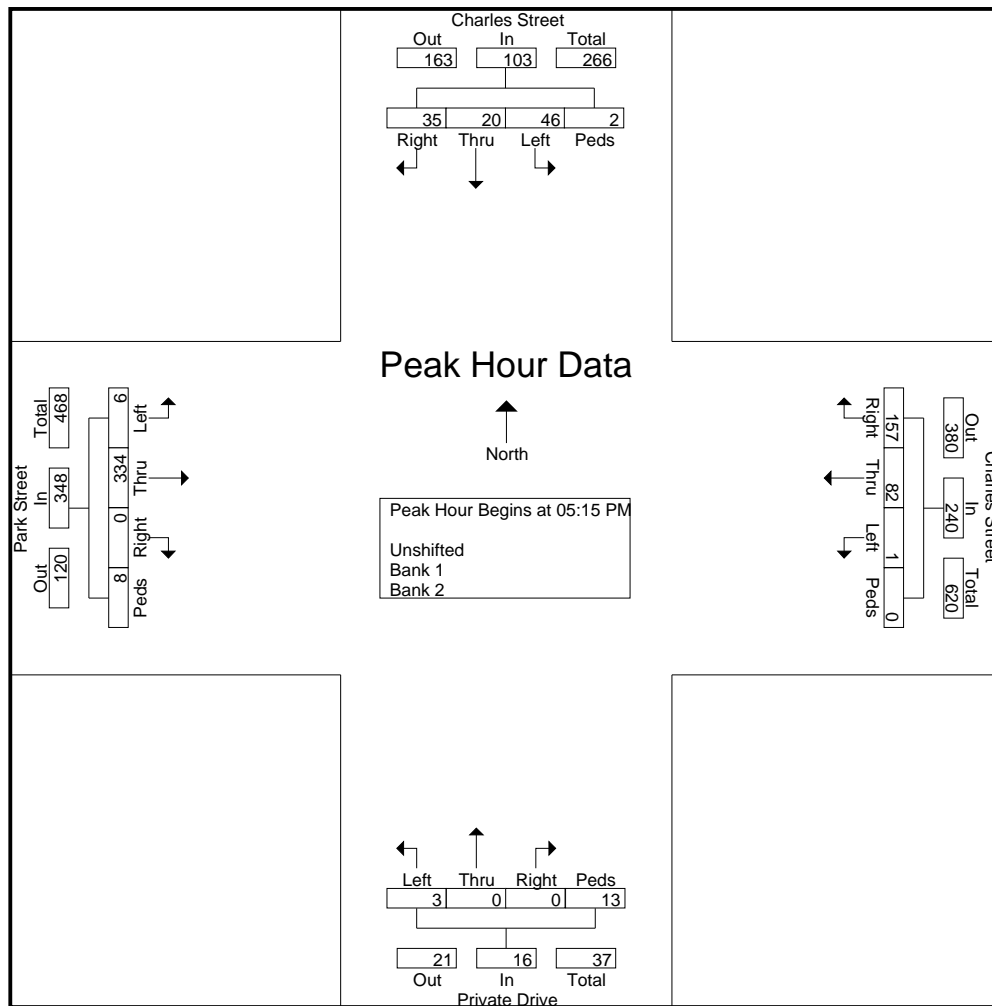 Charles Street
Out In Total
163 103 266
35 20 46 2
Right Thru Left Peds
Peak Hour Data
North
Peak Hour Begins at 05:15 PM
Unshifted
Bank 1
Bank 2
Park Street
Out In Total
120 348 468
8 0 334 6
Peds Right Thru Left
Charles Street
Out In Total
380 240 620
157 82 1 0
Right Thru Left Peds
Left Thru Right Peds
3 0 0 13
21 16 37
Out In Total
Private Drive